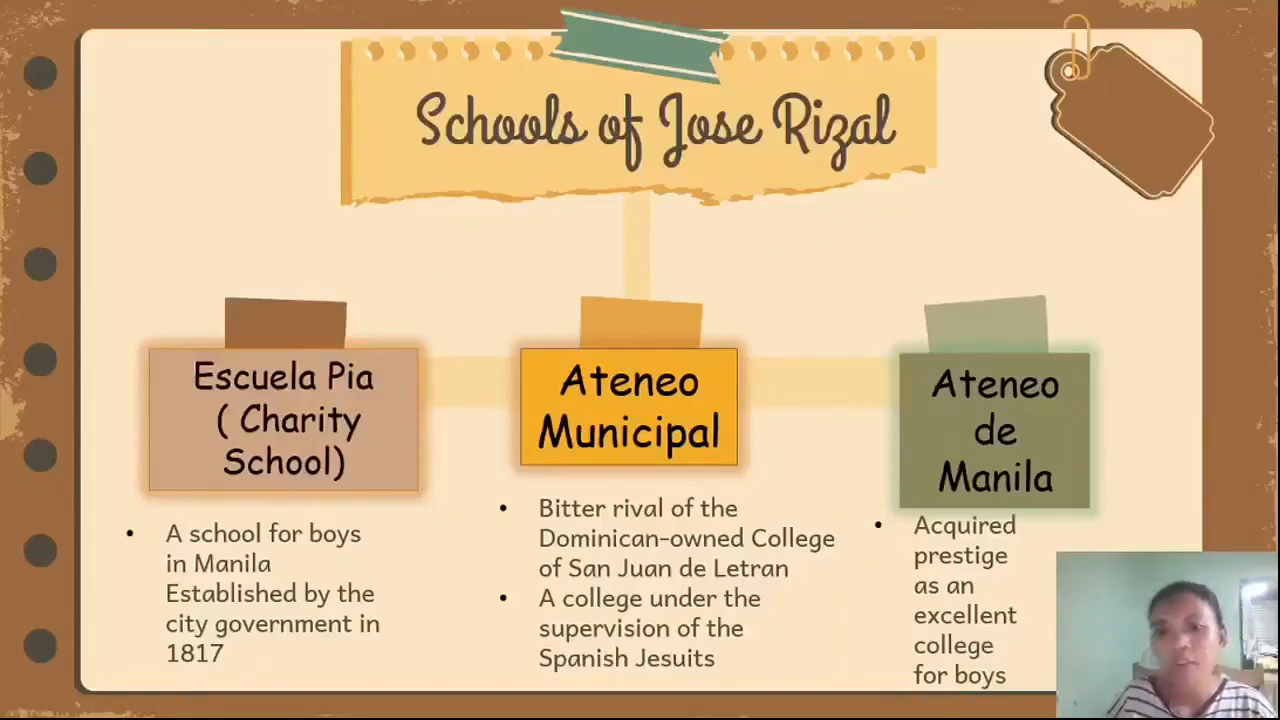 Schools of Jose Rizal
Escuela Pia
( Charity
School)
• A school for boys
in Manila
Established by the
city government in
1817
Ateneo
Municipal
• Bitter rival of the
Dominican-owned College
of San Juan de Letran
• A college under the
supervision of the
Spanish Jesuits
Ateneo
de
Manila
• Acquired
prestige
as an
excellent
college
for boys